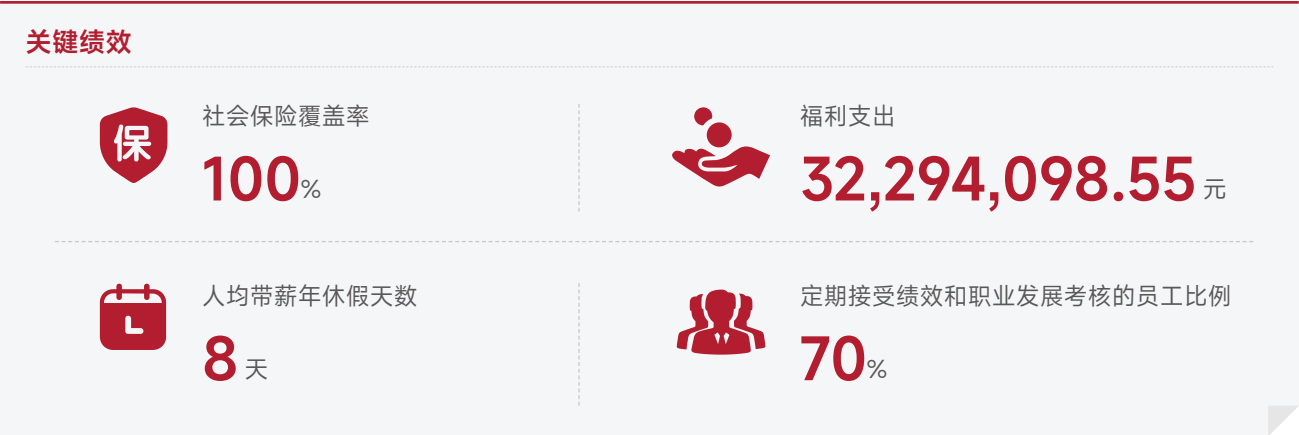 关键绩效
保
社会保险覆盖率
100%
福利支出
32,294,098.55 元
人均带薪年休假天数
8 天
定期接受绩效和职业发展考核的员工比例
70%